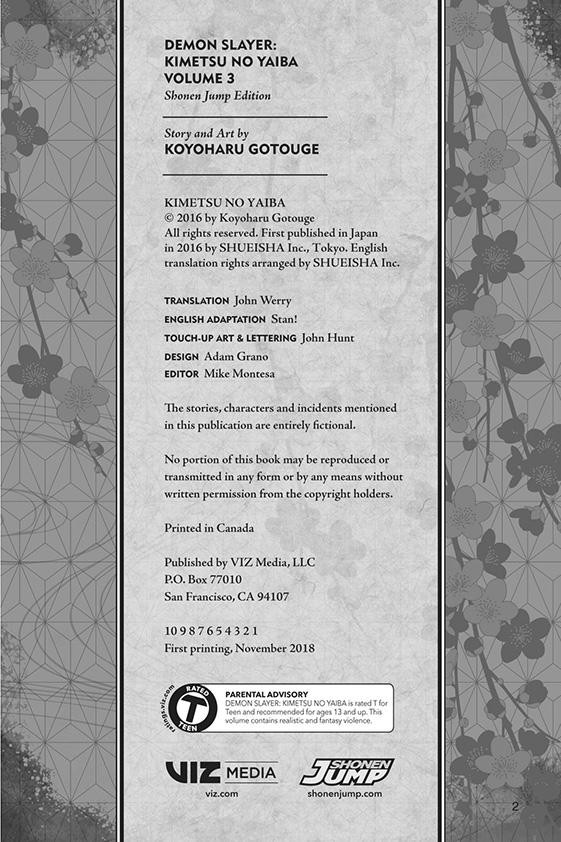 DEMON SLAYER:
KIMETSU NO YAIBA
VOLUME 3
Shonen Jump Edition
Story and Art by
KOYOHARU GOTOUGE
KIMETSU NO YAIBA
© 2016 by Koyoharu Gotouge
All rights reserved. First published in Japan
in 2016 by SHUEISHA Inc., Tokyo. English
translation rights arranged by SHUEISHA Inc.
TRANSLATION John Werry
ENGLISH ADAPTATION Stan!
TOUCH-UP ART & LETTERING John Hunt
DESIGN Adam Grano
EDITOR Mike Montesa
The stories, characters and incidents mentioned
in this publication are entirely fictional.
No portion of this book may be reproduced or
transmitted in any form or by any means without
written permission from the copyright holders.
Printed in Canada
Published by VIZ Media, LLC
P.O. Box 77010
San Francisco, CA 94107
10 9 8 7 6 5 4 3 2 1
First printing, November 2018
ratings.viz.com
RATED
T
TEEN
PARENTAL ADVISORY
DEMON SLAYER: KIMETSU NO YAIBA is rated T for
Teen and recommended for ages 13 and up. This
volume contains realistic and fantasy violence.
VIZ MEDIA
viz.com
SHONEN
JUMP
shonenjump.com
2